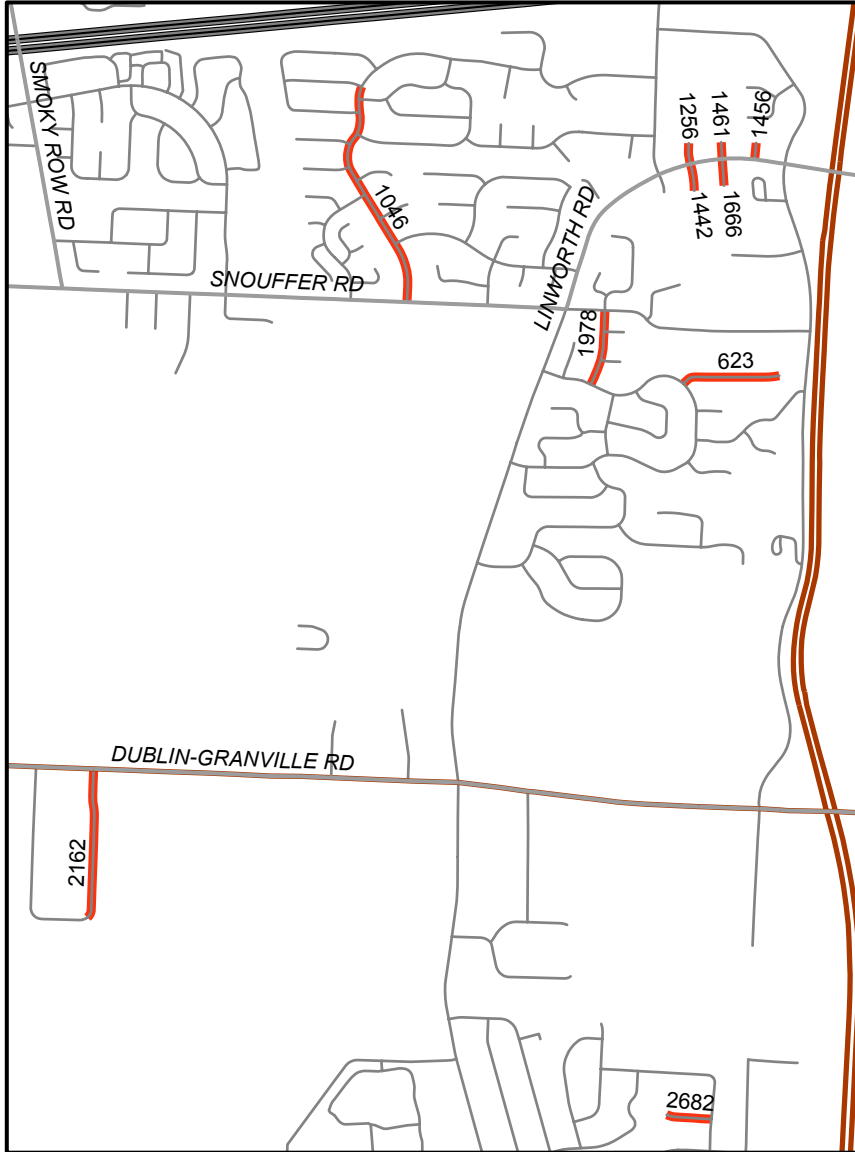 SMOKY ROW RD
1256
1461
1456
1442
1666
1046
LINWORTH RD
SNOUFFER RD
1978
623
DUBLIN-GRANVILLE RD
2162
2682